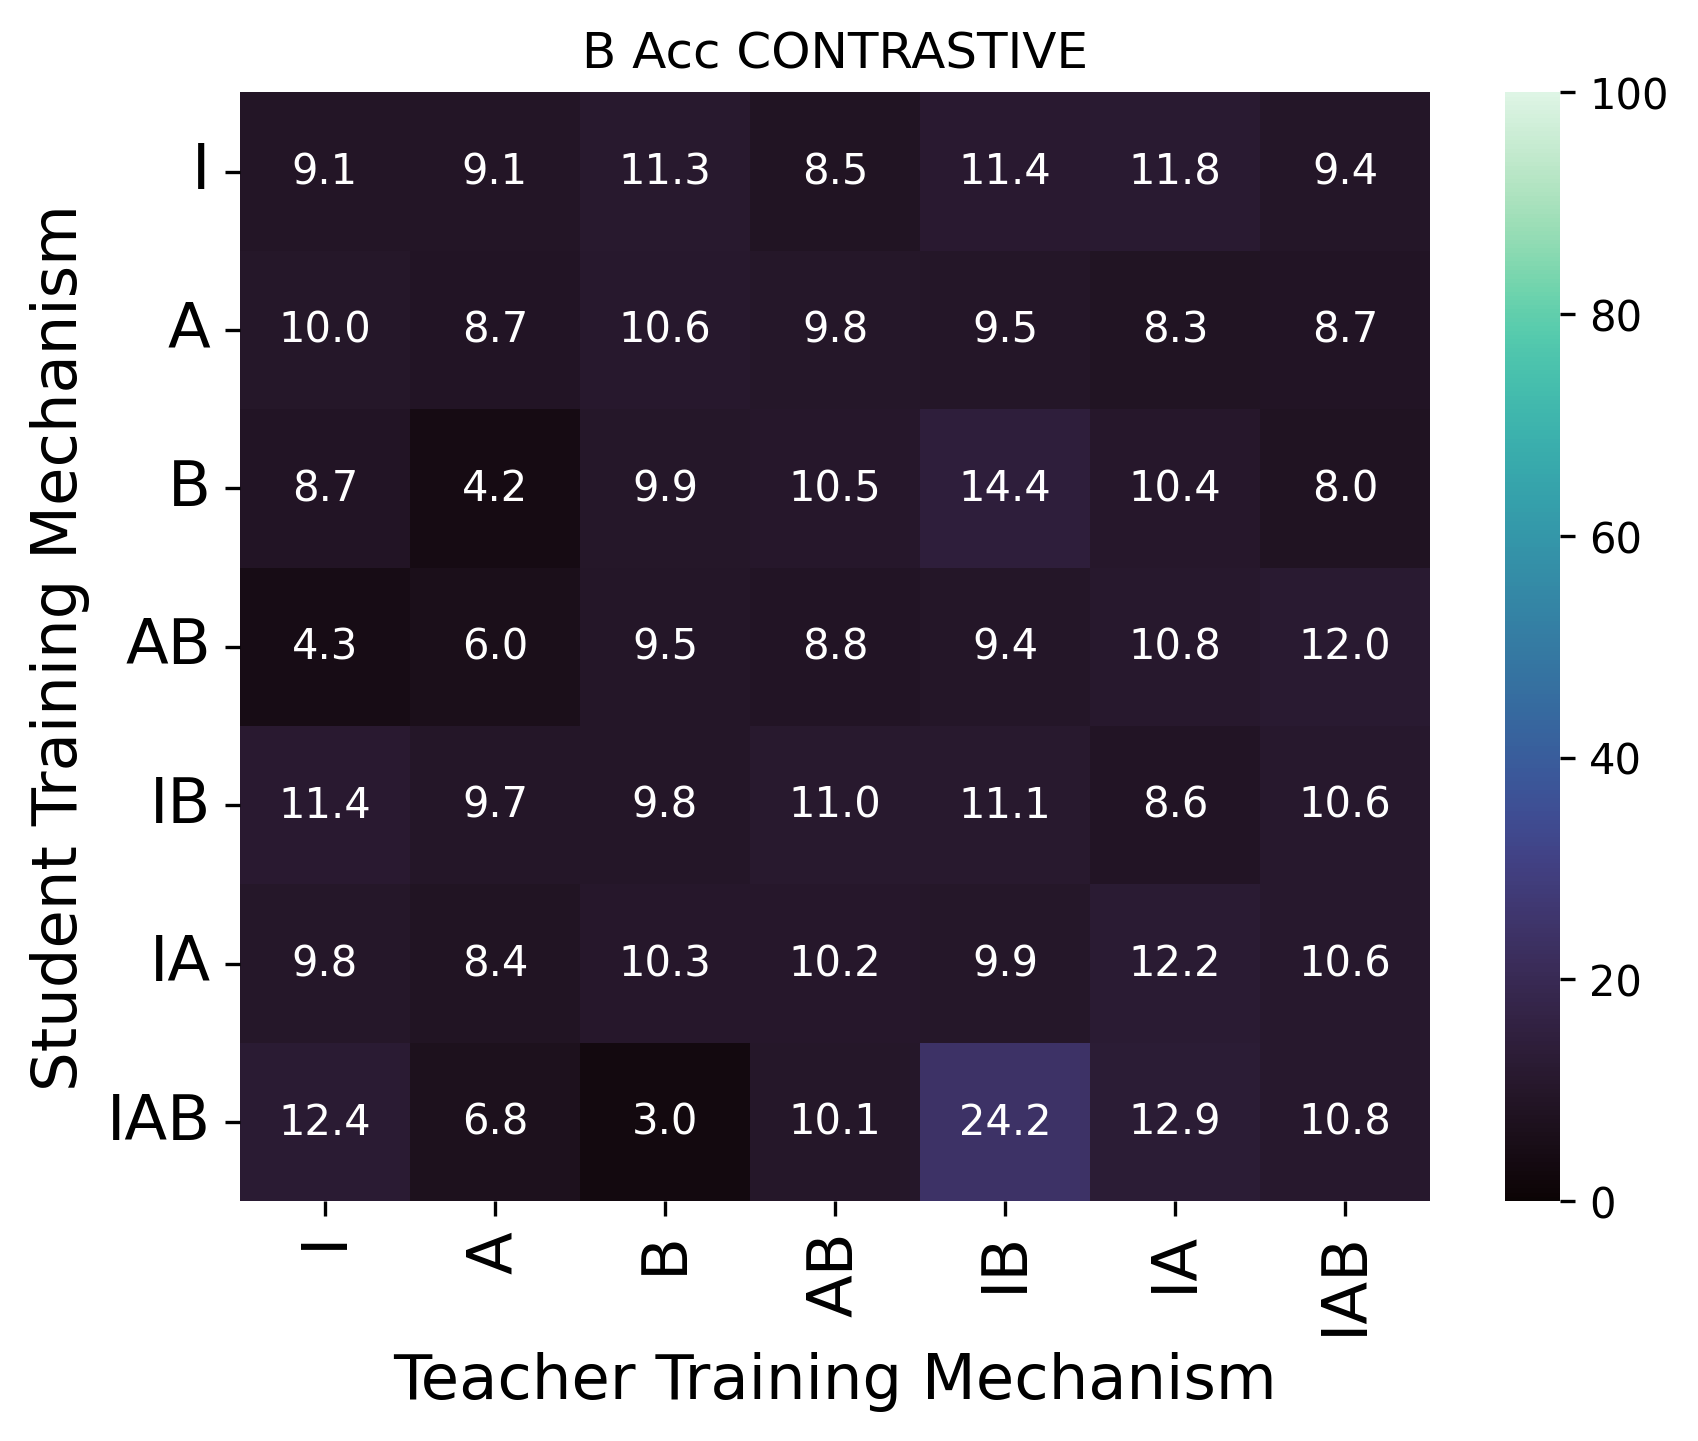 B Acc CONTRASTIVE
Student Training Mechanism
I 9.1 9.1 11.3 8.5 11.4 11.8 9.4
A 10.0 8.7 10.6 9.8 9.5 8.3 8.7
B 8.7 4.2 9.9 10.5 14.4 10.4 8.0
AB 4.3 6.0 9.5 8.8 9.4 10.8 12.0
IB 11.4 9.7 9.8 11.0 11.1 8.6 10.6
IA 9.8 8.4 10.3 10.2 9.9 12.2 10.6
IAB 12.4 6.8 3.0 10.1 24.2 12.9 10.8
I A B AB IB IA IAB
Teacher Training Mechanism
100
80
60
40
20
0